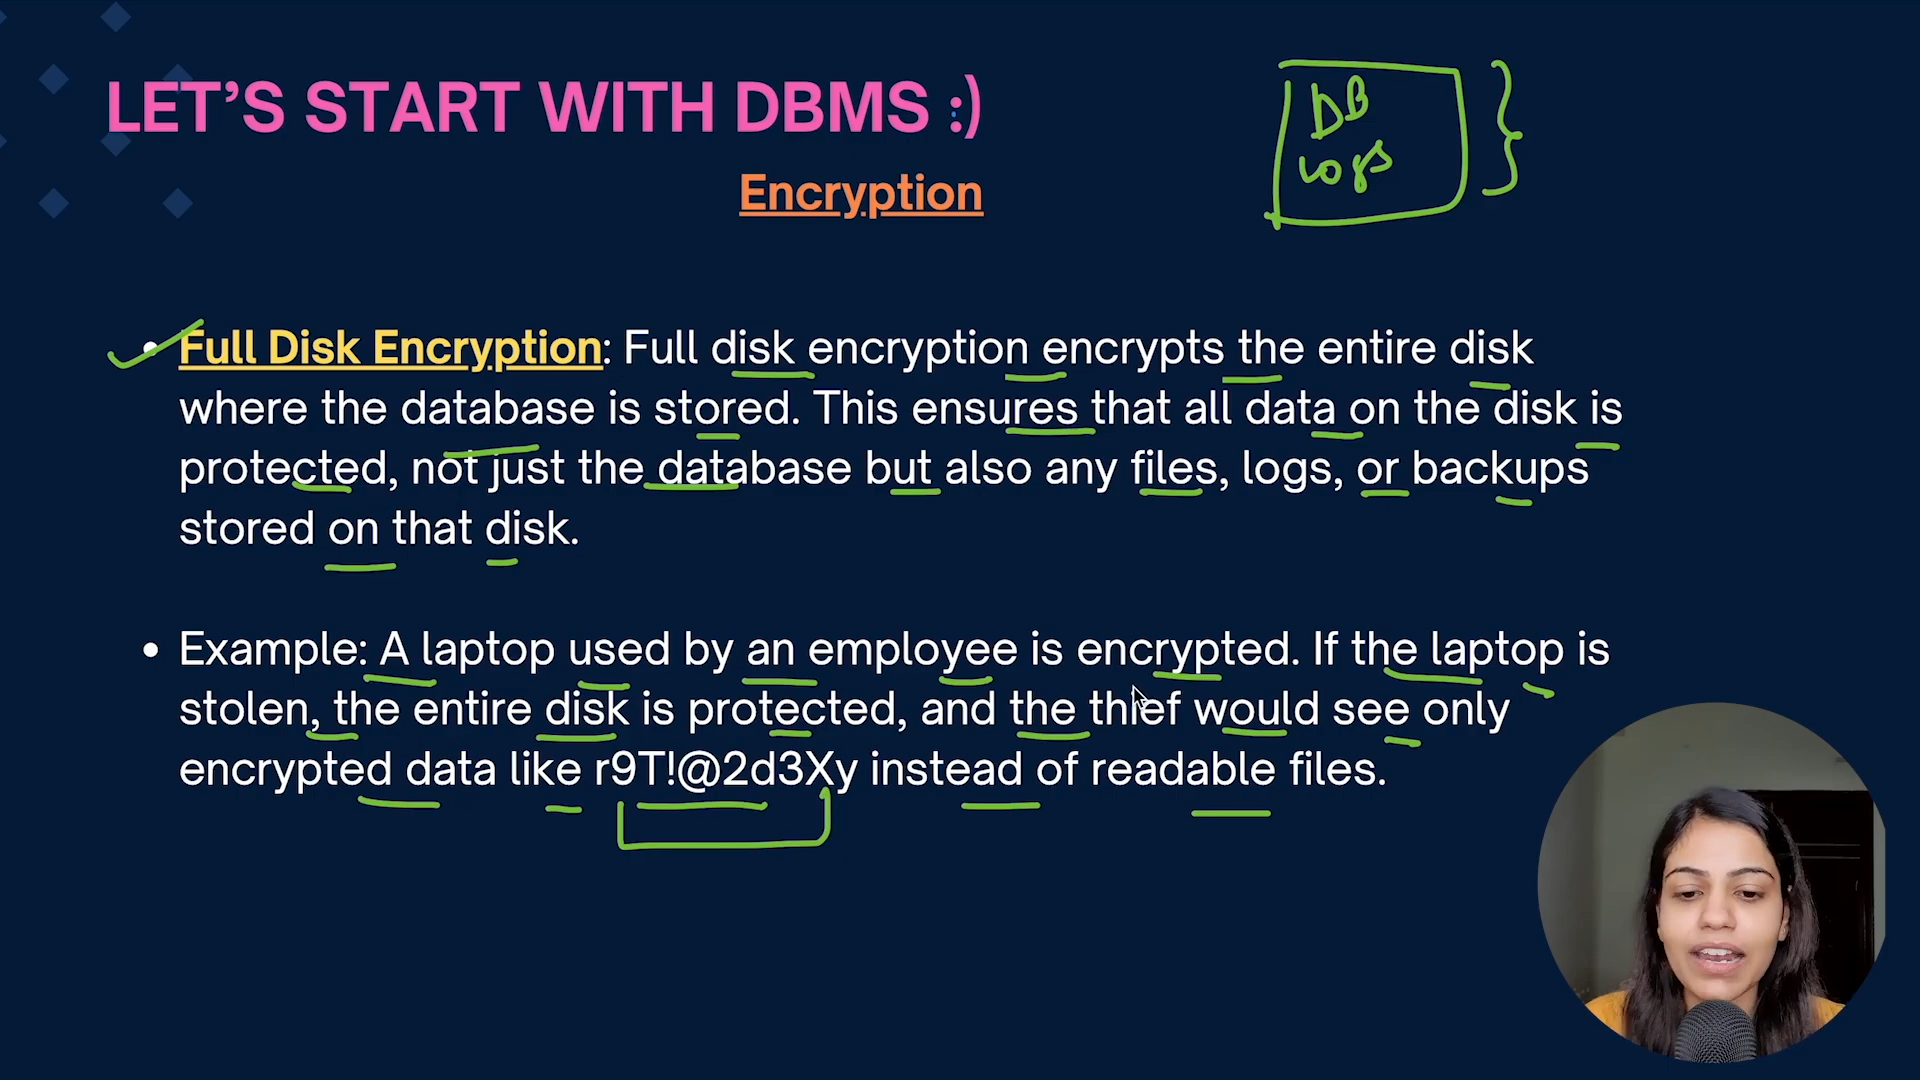 LET'S START WITH DBMS :)
DB
logs
Encryption
• Full Disk Encryption: Full disk encryption encrypts the entire disk
where the database is stored. This ensures that all data on the disk is
protected, not just the database but also any files, logs, or backups
stored on that disk.
• Example: A laptop used by an employee is encrypted. If the laptop is
stolen, the entire disk is protected, and the thief would see only
encrypted data like r9T!@2d3Xy instead of readable files.